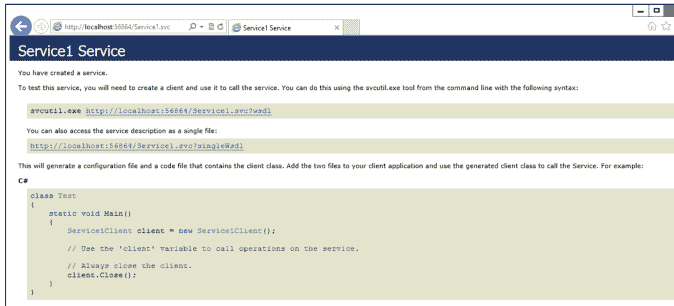 http://localhost:56864/Service1.svc
Service1 Service
Service1 Service
You have created a service.
To test this service, you will need to create a client and use it to call the service. You can do this using the svcutil.exe tool from the command line with the following syntax:
svcutil.exe http://localhost:56864/Service1.svc?wsdl
You can also access the service description as a single file:
http://localhost:56864/Service1.svc?singleWsdl
This will generate a configuration file and a code file that contains the client class. Add the two files to your client application and use the generated client class to call the Service. For example:
C#
class Test
{
static void Main()
{
Service1Client client = new Service1Client();
// Use the 'client' variable to call operations on the service.
// Always close the client.
client.Close();
}
}